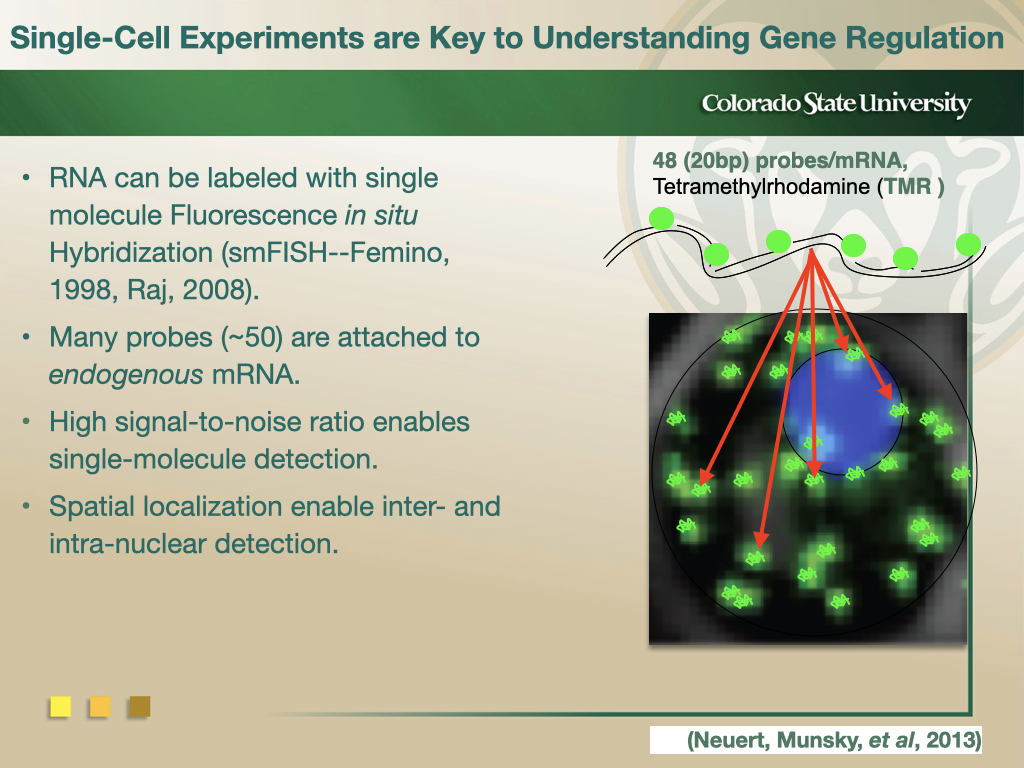 Single-Cell Experiments are Key to Understanding Gene Regulation
Colorado State University
• RNA can be labeled with single
molecule Fluorescence in situ
Hybridization (smFISH--Femino,
1998, Raj, 2008).
• Many probes (~50) are attached to
endogenous mRNA.
• High signal-to-noise ratio enables
single-molecule detection.
• Spatial localization enable inter- and
intra-nuclear detection.
48 (20bp) probes/mRNA,
Tetramethylrhodamine (TMR )
(Neuert, Munsky, et al, 2013)